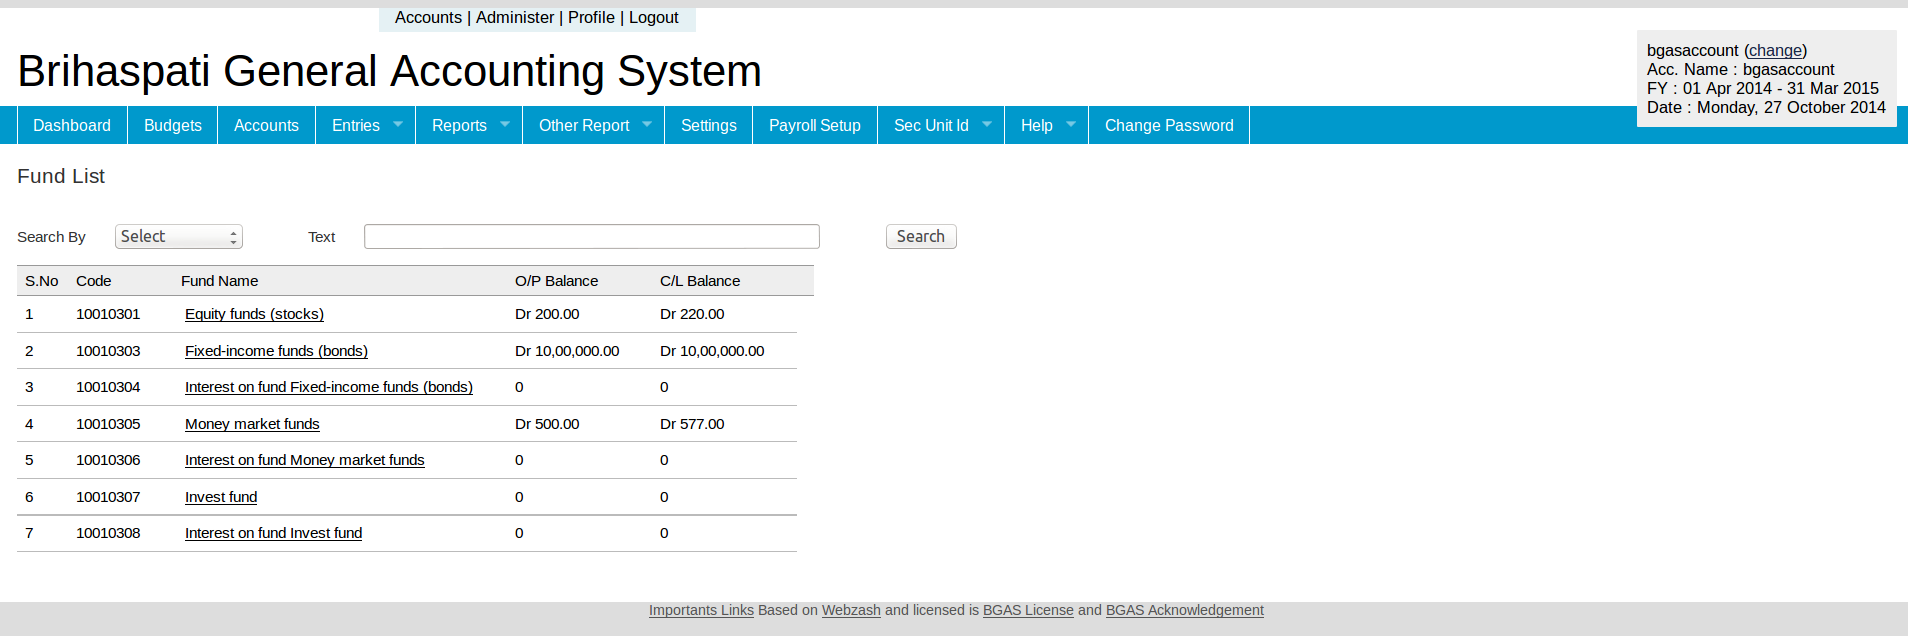 Accounts | Administer | Profile | Logout
Brihaspati General Accounting System
bgasaccount (change)
Acc. Name : bgasaccount
FY : 01 Apr 2014 - 31 Mar 2015
Date : Monday, 27 October 2014
Dashboard Budgets Accounts Entries Reports Other Report Settings Payroll Setup Sec Unit Id Help Change Password
Fund List
Search By Select Text Search
S.No Code Fund Name O/P Balance C/L Balance
1 10010301 Equity funds (stocks) Dr 200.00 Dr 220.00
2 10010303 Fixed-income funds (bonds) Dr 10,00,000.00 Dr 10,00,000.00
3 10010304 Interest on fund Fixed-income funds (bonds) 0 0
4 10010305 Money market funds Dr 500.00 Dr 577.00
5 10010306 Interest on fund Money market funds 0 0
6 10010307 Invest fund 0 0
7 10010308 Interest on fund Invest fund 0 0
Importants Links Based on Webzash and licensed is BGAS License and BGAS Acknowledgement